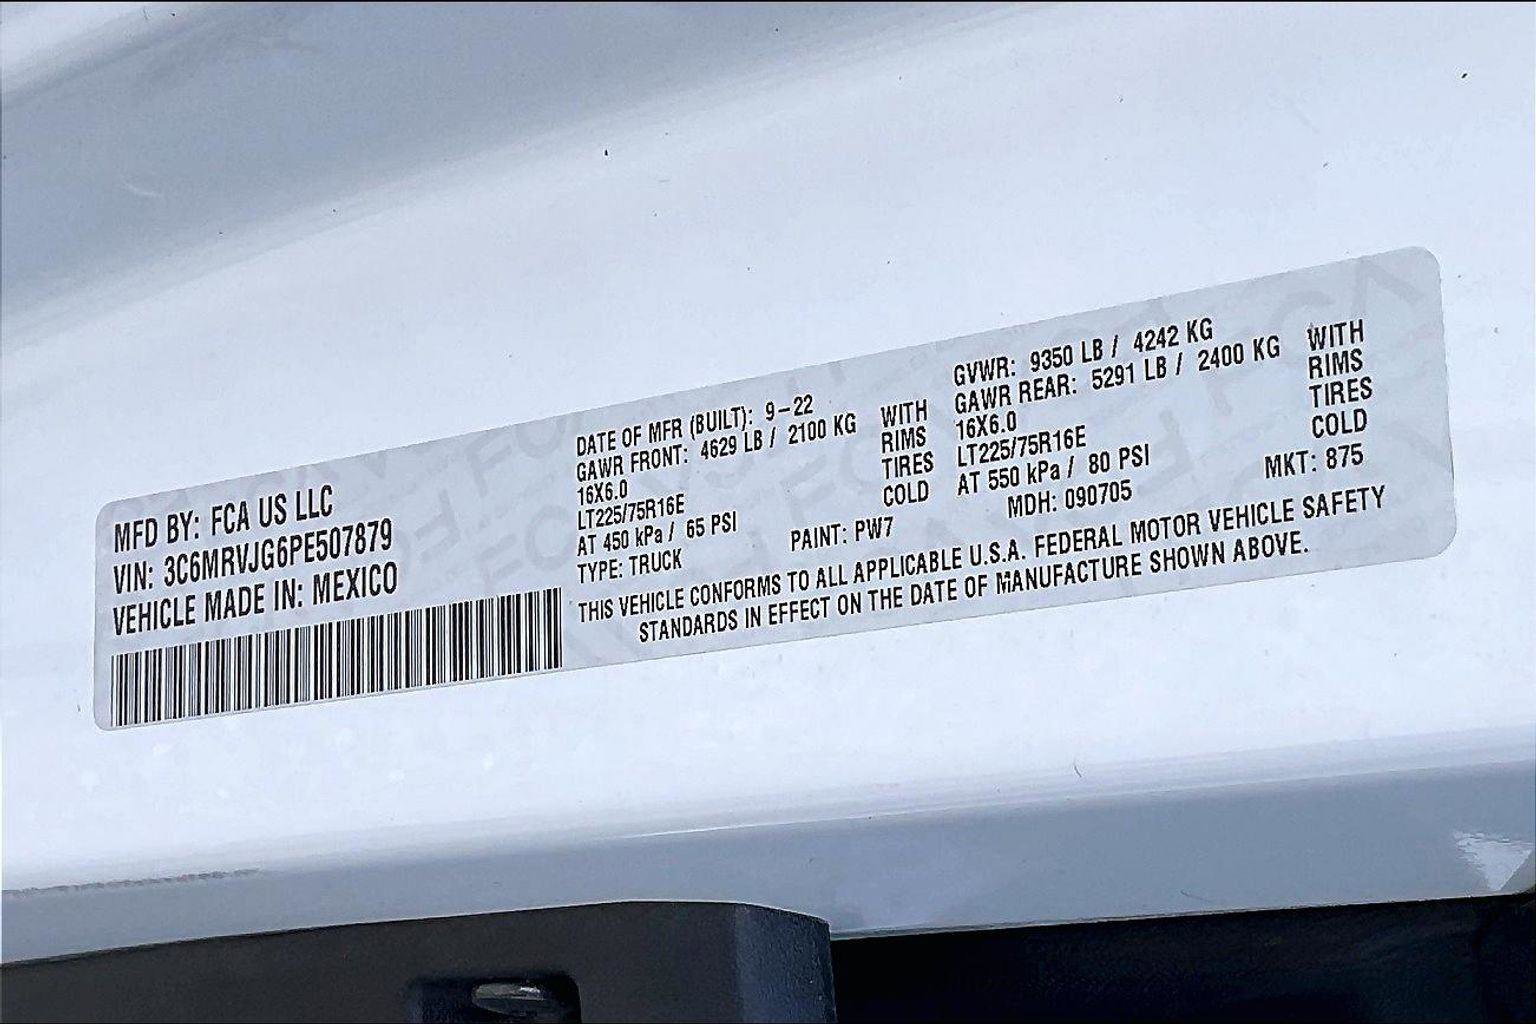 MFD BY: FCA US LLC
VIN: 3C6MRVJG6PE507879
VEHICLE MADE IN: MEXICO
DATE OF MFR (BUILT): 9-22
GAWR FRONT: 4629 LB / 2100 KG WITH
16X6.0 RIMS
LT225/75R16E TIRES
AT 450 kPa / 65 PSI COLD
TYPE: TRUCK PAINT: PW7
GVWR: 9350 LB / 4242 KG
GAWR REAR: 5291 LB / 2400 KG WITH
16X6.0 RIMS
LT225/75R16E TIRES
AT 550 kPa / 80 PSI COLD
MDH: 090705 MKT: 875
THIS VEHICLE CONFORMS TO ALL APPLICABLE U.S.A. FEDERAL MOTOR VEHICLE SAFETY
STANDARDS IN EFFECT ON THE DATE OF MANUFACTURE SHOWN ABOVE.